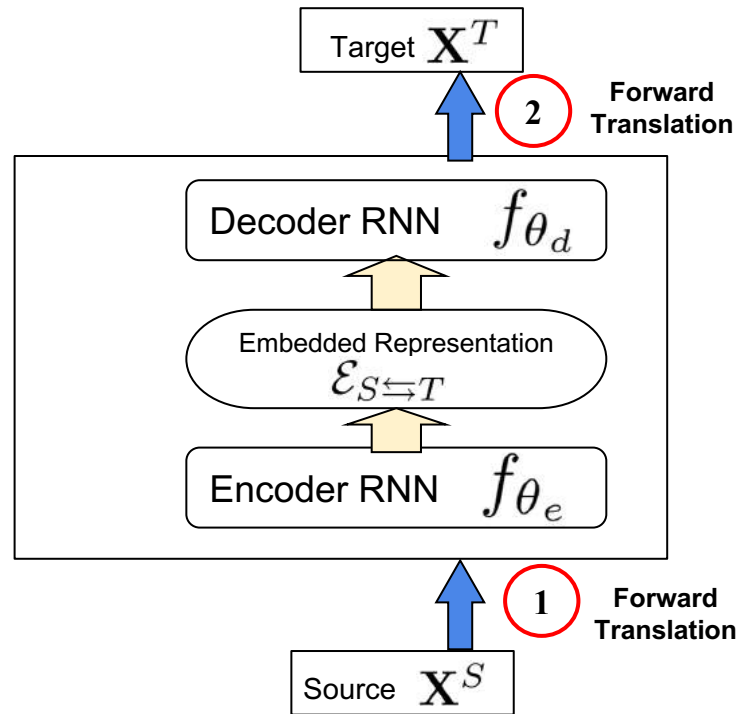 Target X^T
2 Forward
Translation
Decoder RNN f_{θ_d}
Embedded Representation
ℰ_{S⇆T}
Encoder RNN f_{θ_e}
1 Forward
Translation
Source X^S